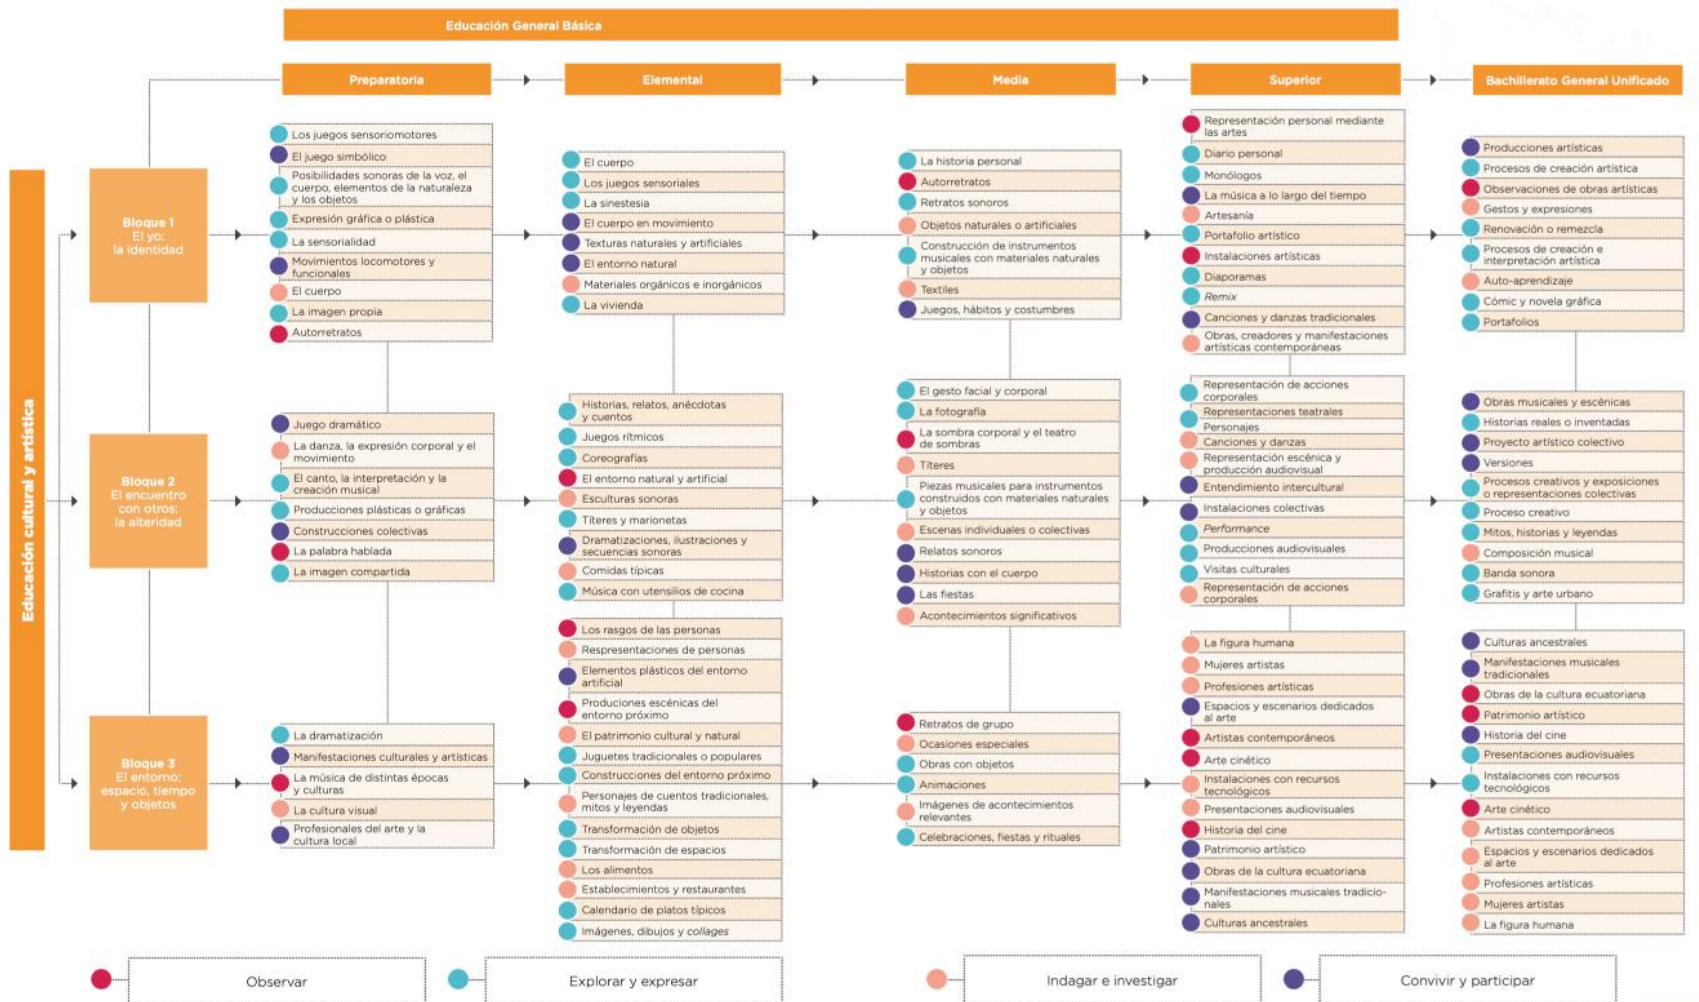 Educación General Básica
Preparatoria
Elemental
Media
Superior
Bachillerato General Unificado
Educación cultural y artística
Bloque 1
El yo:
la identidad
Los juegos sensoriomotores
El juego simbólico
Posibilidades sonoras de la voz, el
cuerpo, elementos de la naturaleza
y los objetos
Expresión gráfica o plástica
La sensorialidad
Movimientos locomotores y
funcionales
El cuerpo
La imagen propia
Autorretratos
El cuerpo
Los juegos sensoriales
La sinestesia
El cuerpo en movimiento
Texturas naturales y artificiales
El entorno natural
Materiales orgánicos e inorgánicos
La vivienda
La historia personal
Autorretratos
Retratos sonoros
Objetos naturales o artificiales
Construcción de instrumentos
musicales con materiales naturales
y objetos
Textiles
Juegos, hábitos y costumbres
Representación personal mediante
las artes
Diario personal
Monólogos
La música a lo largo del tiempo
Artesanía
Portafolio artístico
Instalaciones artísticas
Diaporamas
Remix
Canciones y danzas tradicionales
Obras, creadores y manifestaciones
artísticas contemporáneas
Producciones artísticas
Procesos de creación artística
Observaciones de obras artísticas
Gestos y expresiones
Renovación o remezcla
Procesos de creación e
interpretación artística
Auto-aprendizaje
Cómic y novela gráfica
Portafolios
Bloque 2
El encuentro
con otros:
la alteridad
Juego dramático
La danza, la expresión corporal y el
movimiento
El canto, la interpretación y la
creación musical
Producciones plásticas o gráficas
Construcciones colectivas
La palabra hablada
La imagen compartida
Historias, relatos, anécdotas
y cuentos
Juegos rítmicos
Coreografías
El entorno natural y artificial
Esculturas sonoras
Títeres y marionetas
Dramatizaciones, ilustraciones y
secuencias sonoras
Comidas típicas
Música con utensilios de cocina
El gesto facial y corporal
La fotografía
La sombra corporal y el teatro
de sombras
Títeres
Piezas musicales para instrumentos
construidos con materiales naturales
y objetos
Escenas individuales o colectivas
Relatos sonoros
Historias con el cuerpo
Las fiestas
Acontecimientos significativos
Representación de acciones
corporales
Representaciones teatrales
Personajes
Canciones y danzas
Representación escénica y
producción audiovisual
Entendimiento intercultural
Instalaciones colectivas
Performance
Producciones audiovisuales
Visitas culturales
Representación de acciones
corporales
Obras musicales y escénicas
Historias reales o inventadas
Proyecto artístico colectivo
Versiones
Procesos creativos y exposiciones
o representaciones colectivas
Proceso creativo
Mitos, historias y leyendas
Composición musical
Banda sonora
Grafitis y arte urbano
Bloque 3
El entorno:
espacio, tiempo
y objetos
La dramatización
Manifestaciones culturales y artísticas
La música de distintas épocas
y culturas
La cultura visual
Profesionales del arte y la
cultura local
Los rasgos de las personas
Respresentaciones de personas
Elementos plásticos del entorno
artificial
Produciones escénicas del
entorno próximo
El patrimonio cultural y natural
Juguetes tradicionales o populares
Construcciones del entorno próximo
Personajes de cuentos tradicionales,
mitos y leyendas
Transformación de objetos
Transformación de espacios
Los alimentos
Establecimientos y restaurantes
Calendario de platos típicos
Imágenes, dibujos y collages
Retratos de grupo
Ocasiones especiales
Obras con objetos
Animaciones
Imágenes de acontecimientos
relevantes
Celebraciones, fiestas y rituales
La figura humana
Mujeres artistas
Profesiones artísticas
Espacios y escenarios dedicados
al arte
Artistas contemporáneos
Arte cinético
Instalaciones con recursos
tecnológicos
Presentaciones audiovisuales
Historia del cine
Patrimonio artístico
Obras de la cultura ecuatoriana
Manifestaciones musicales tradicio-
nales
Culturas ancestrales
Culturas ancestrales
Manifestaciones musicales
tradicionales
Obras de la cultura ecuatoriana
Patrimonio artístico
Historia del cine
Presentaciones audiovisuales
Instalaciones con recursos
tecnológicos
Arte cinético
Artistas contemporáneos
Espacios y escenarios dedicados
al arte
Profesiones artísticas
Mujeres artistas
La figura humana
Observar
Explorar y expresar
Indagar e investigar
Convivir y participar